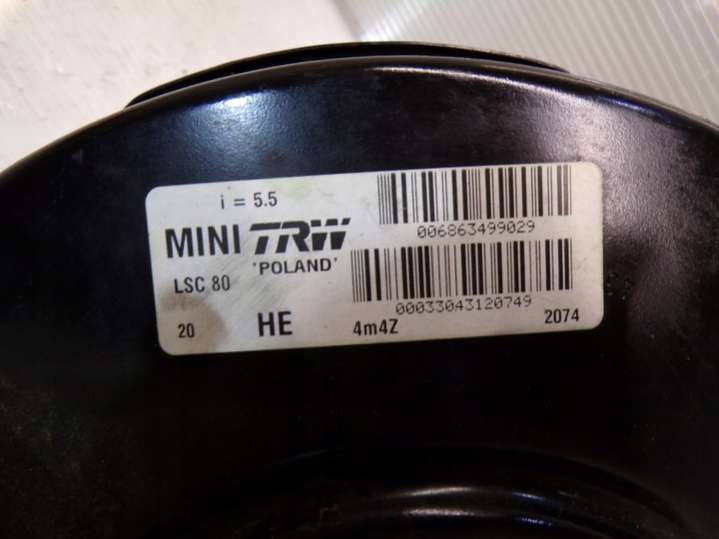 i = 5.5
006863499029
MINI TRW
'POLAND'
LSC 80
00033043120749
20 HE 4m4Z 2074